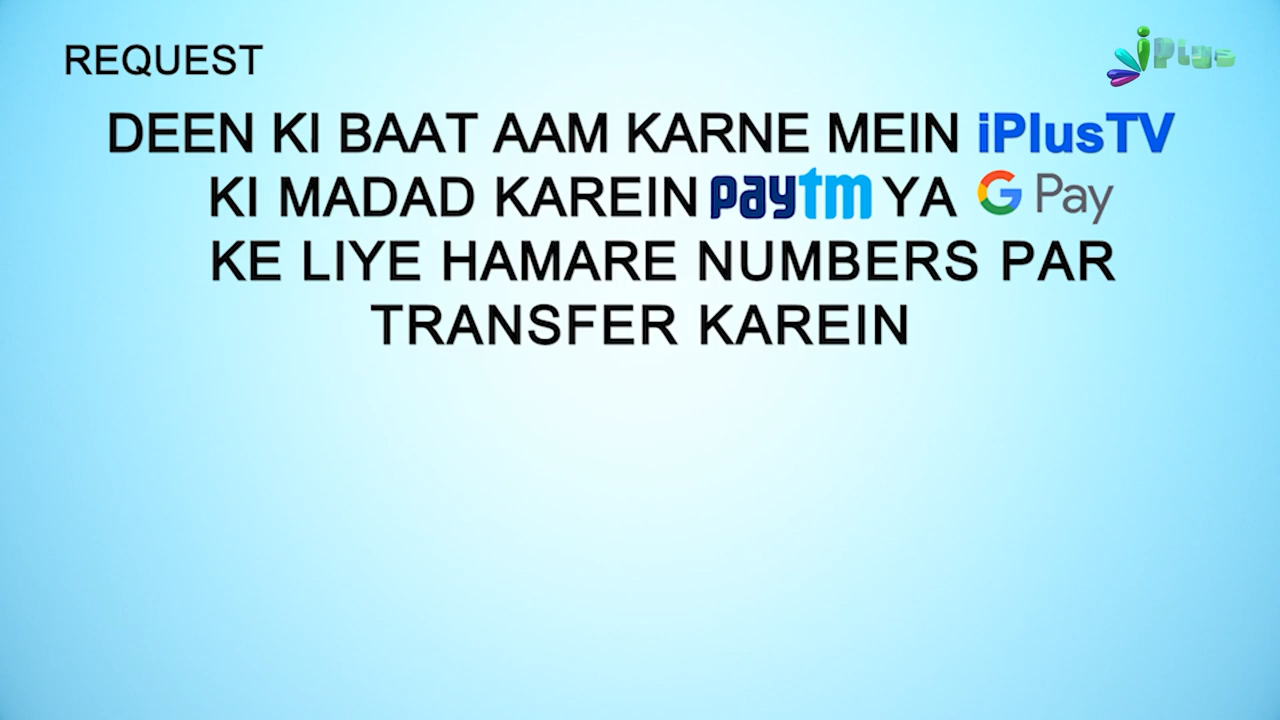 REQUEST
iPlus
DEEN KI BAAT AAM KARNE MEIN iPlusTV
KI MADAD KAREIN paytm YA G Pay
KE LIYE HAMARE NUMBERS PAR
TRANSFER KAREIN